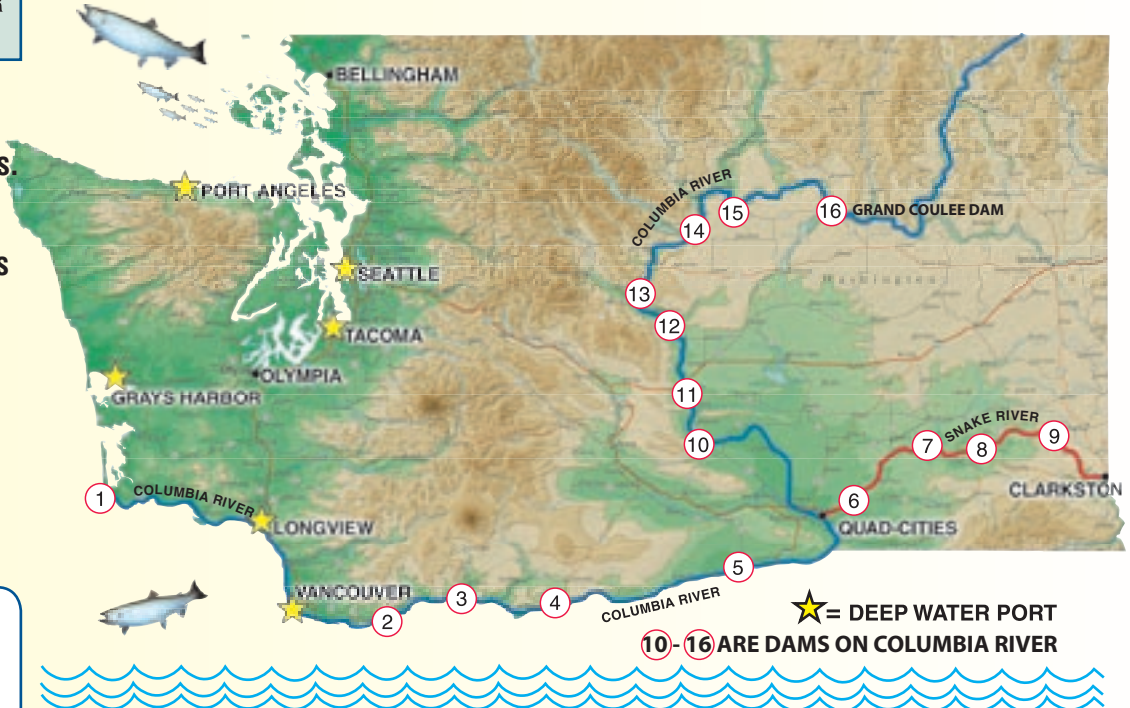 S.
S
BELLINGHAM
PORT ANGELES
COLUMBIA RIVER
14
15
16
GRAND COULEE DAM
SEATTLE
13
Washington
12
TACOMA
OLYMPIA
GRAYS HARBOR
11
10
7
SNAKE RIVER
8
9
1
COLUMBIA RIVER
6
CLARKSTON
LONGVIEW
QUAD-CITIES
5
VANCOUVER
2
3
4
COLUMBIA RIVER
= DEEP WATER PORT
10 - 16 ARE DAMS ON COLUMBIA RIVER